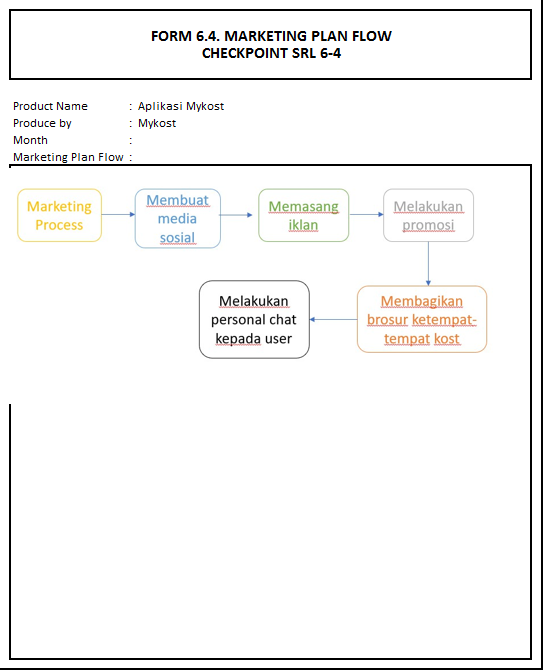 FORM 6.4. MARKETING PLAN FLOW
CHECKPOINT SRL 6-4
Product Name : Aplikasi Mykost
Produce by : Mykost
Month :
Marketing Plan Flow :
Marketing
Process
Membuat
media
sosial
Memasang
iklan
Melakukan
promosi
Membagikan
brosur ketempat-
tempat kost
Melakukan
personal chat
kepada user